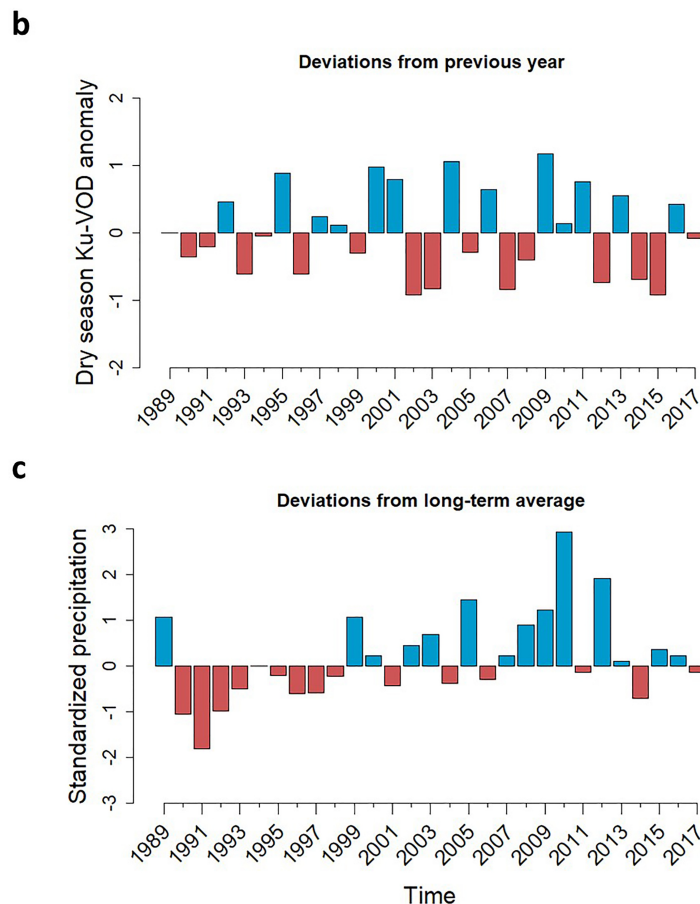 b
Deviations from previous year
Dry season Ku-VOD anomaly
2
1
0
-1
-2
1989 1991 1993 1995 1997 1999 2001 2003 2005 2007 2009 2011 2013 2015 2017
c
Deviations from long-term average
Standardized precipitation
3
2
1
0
-1
-2
-3
1989 1991 1993 1995 1997 1999 2001 2003 2005 2007 2009 2011 2013 2015 2017
Time